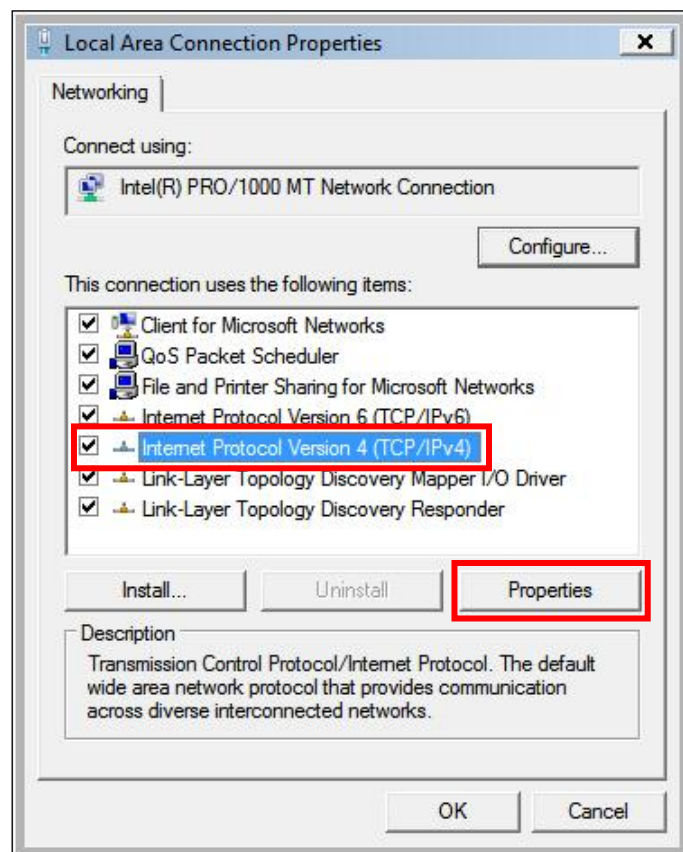 Local Area Connection Properties
Networking
Connect using:
Intel(R) PRO/1000 MT Network Connection
Configure...
This connection uses the following items:
Client for Microsoft Networks
QoS Packet Scheduler
File and Printer Sharing for Microsoft Networks
Internet Protocol Version 6 (TCP/IPv6)
Internet Protocol Version 4 (TCP/IPv4)
Link-Layer Topology Discovery Mapper I/O Driver
Link-Layer Topology Discovery Responder
Install... Uninstall Properties
Description
Transmission Control Protocol/Internet Protocol. The default
wide area network protocol that provides communication
across diverse interconnected networks.
OK Cancel